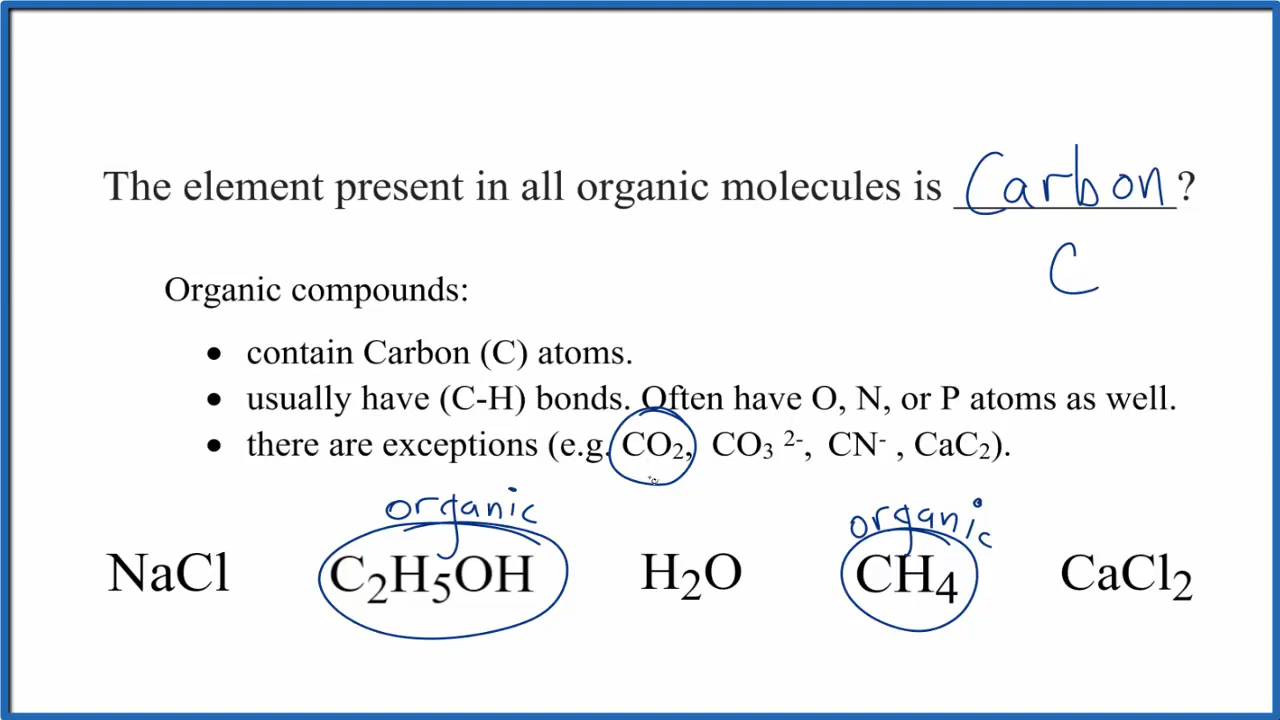 The element present in all organic molecules is Carbon ?
C
Organic compounds:
• contain Carbon (C) atoms.
• usually have (C-H) bonds. Often have O, N, or P atoms as well.
• there are exceptions (e.g. CO₂, CO₃ ²⁻, CN⁻ , CaC₂).
organic organic
NaCl C₂H₅OH H₂O CH₄ CaCl₂